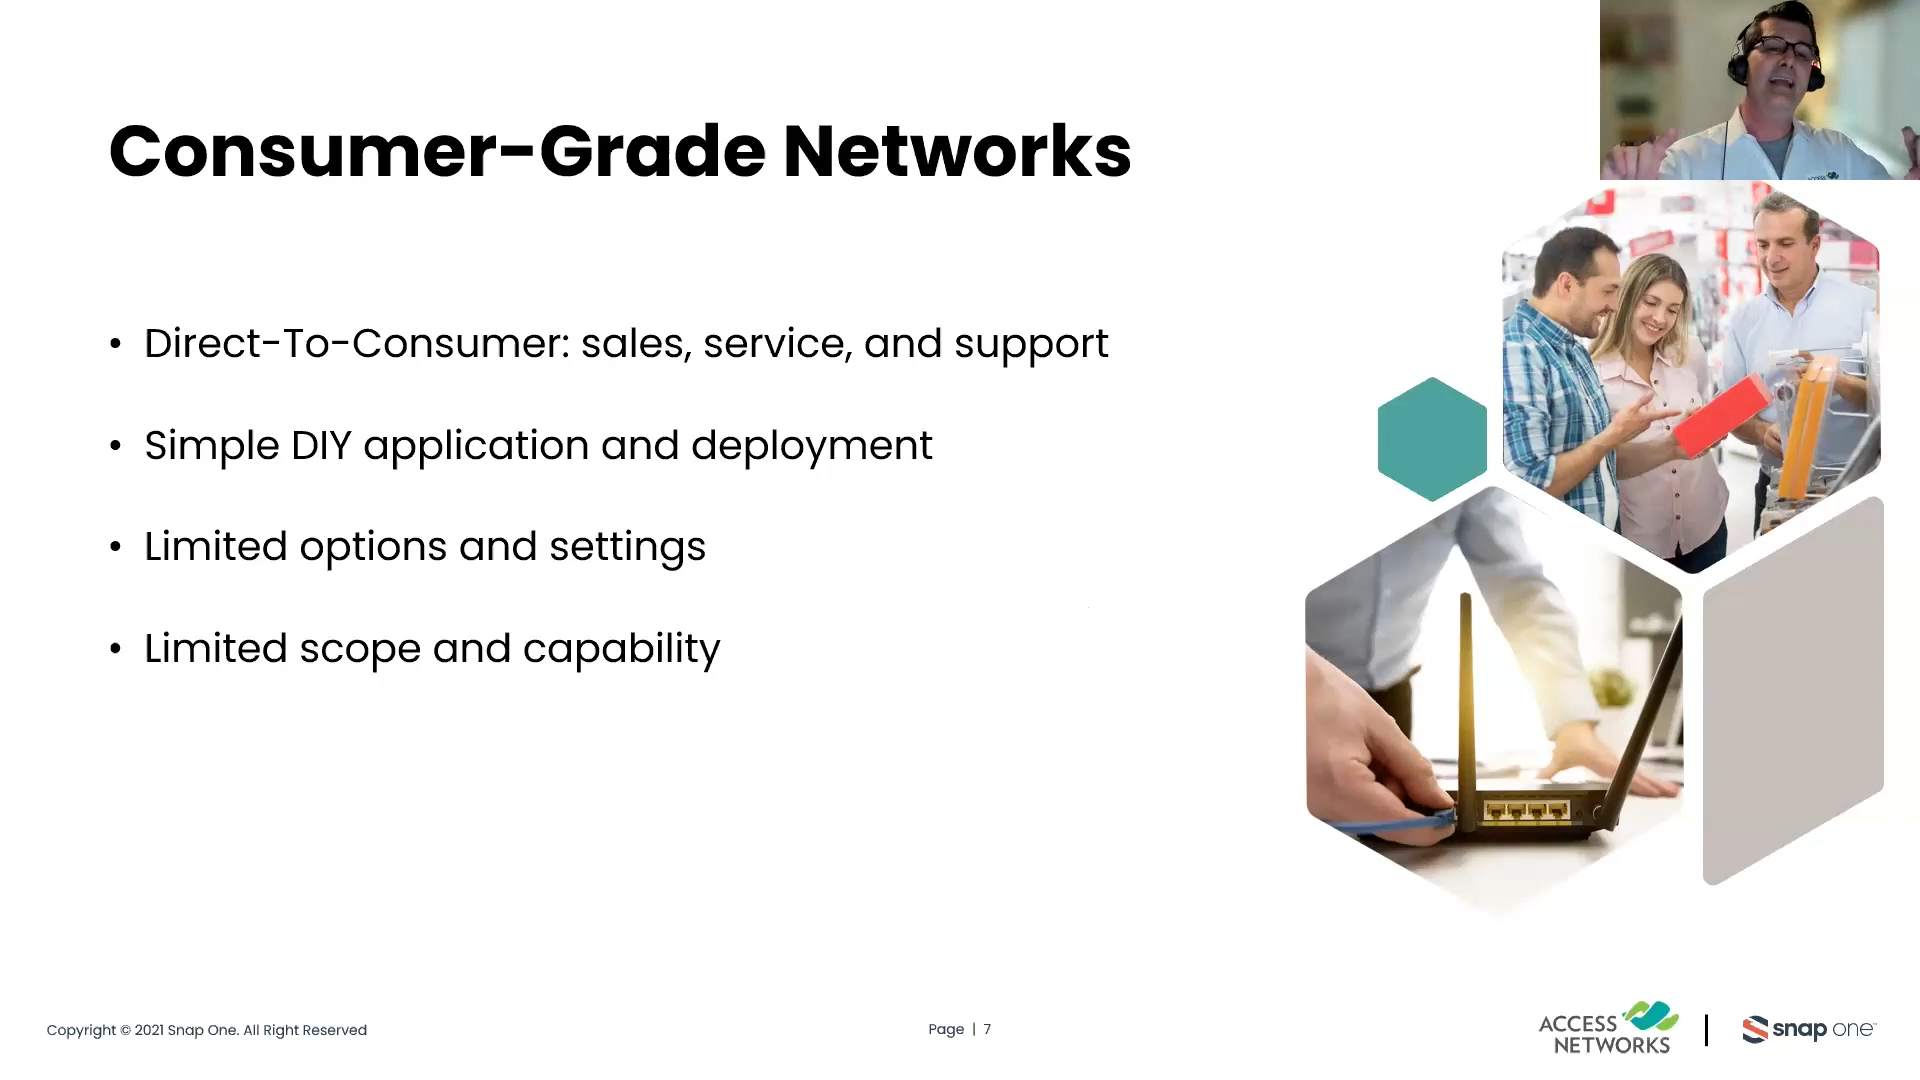 Consumer-Grade Networks
• Direct-To-Consumer: sales, service, and support
• Simple DIY application and deployment
• Limited options and settings
• Limited scope and capability
Copyright © 2021 Snap One. All Right Reserved
Page | 7
ACCESS
NETWORKS
snap one™